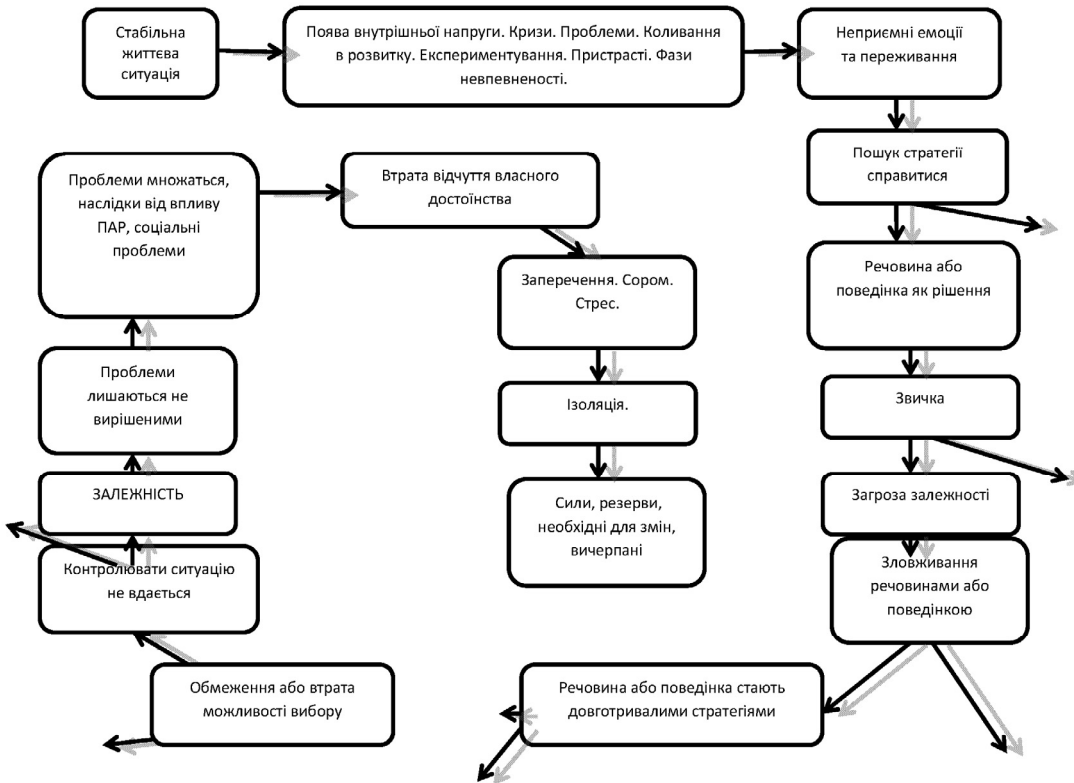 Стабільна
життєва
ситуація
Поява внутрішньої напруги. Кризи. Проблеми. Коливання
в розвитку. Експериментування. Пристрасті. Фази
невпевненості.
Неприємні емоції
та переживання
Пошук стратегії
справитися
Речовина або
поведінка як рішення
Звичка
Загроза залежності
Зловживання
речовинами або
поведінкою
Речовина або поведінка стають
довготривалими стратегіями
Обмеження або втрата
можливості вибору
Контролювати ситуацію
не вдається
ЗАЛЕЖНІСТЬ
Проблеми
лишаються не
вирішеними
Проблеми множаться,
наслідки від впливу
ПАР, соціальні
проблеми
Втрата відчуття власного
достоїнства
Заперечення. Сором.
Стрес.
Ізоляція.
Сили, резерви,
необхідні для змін,
вичерпані